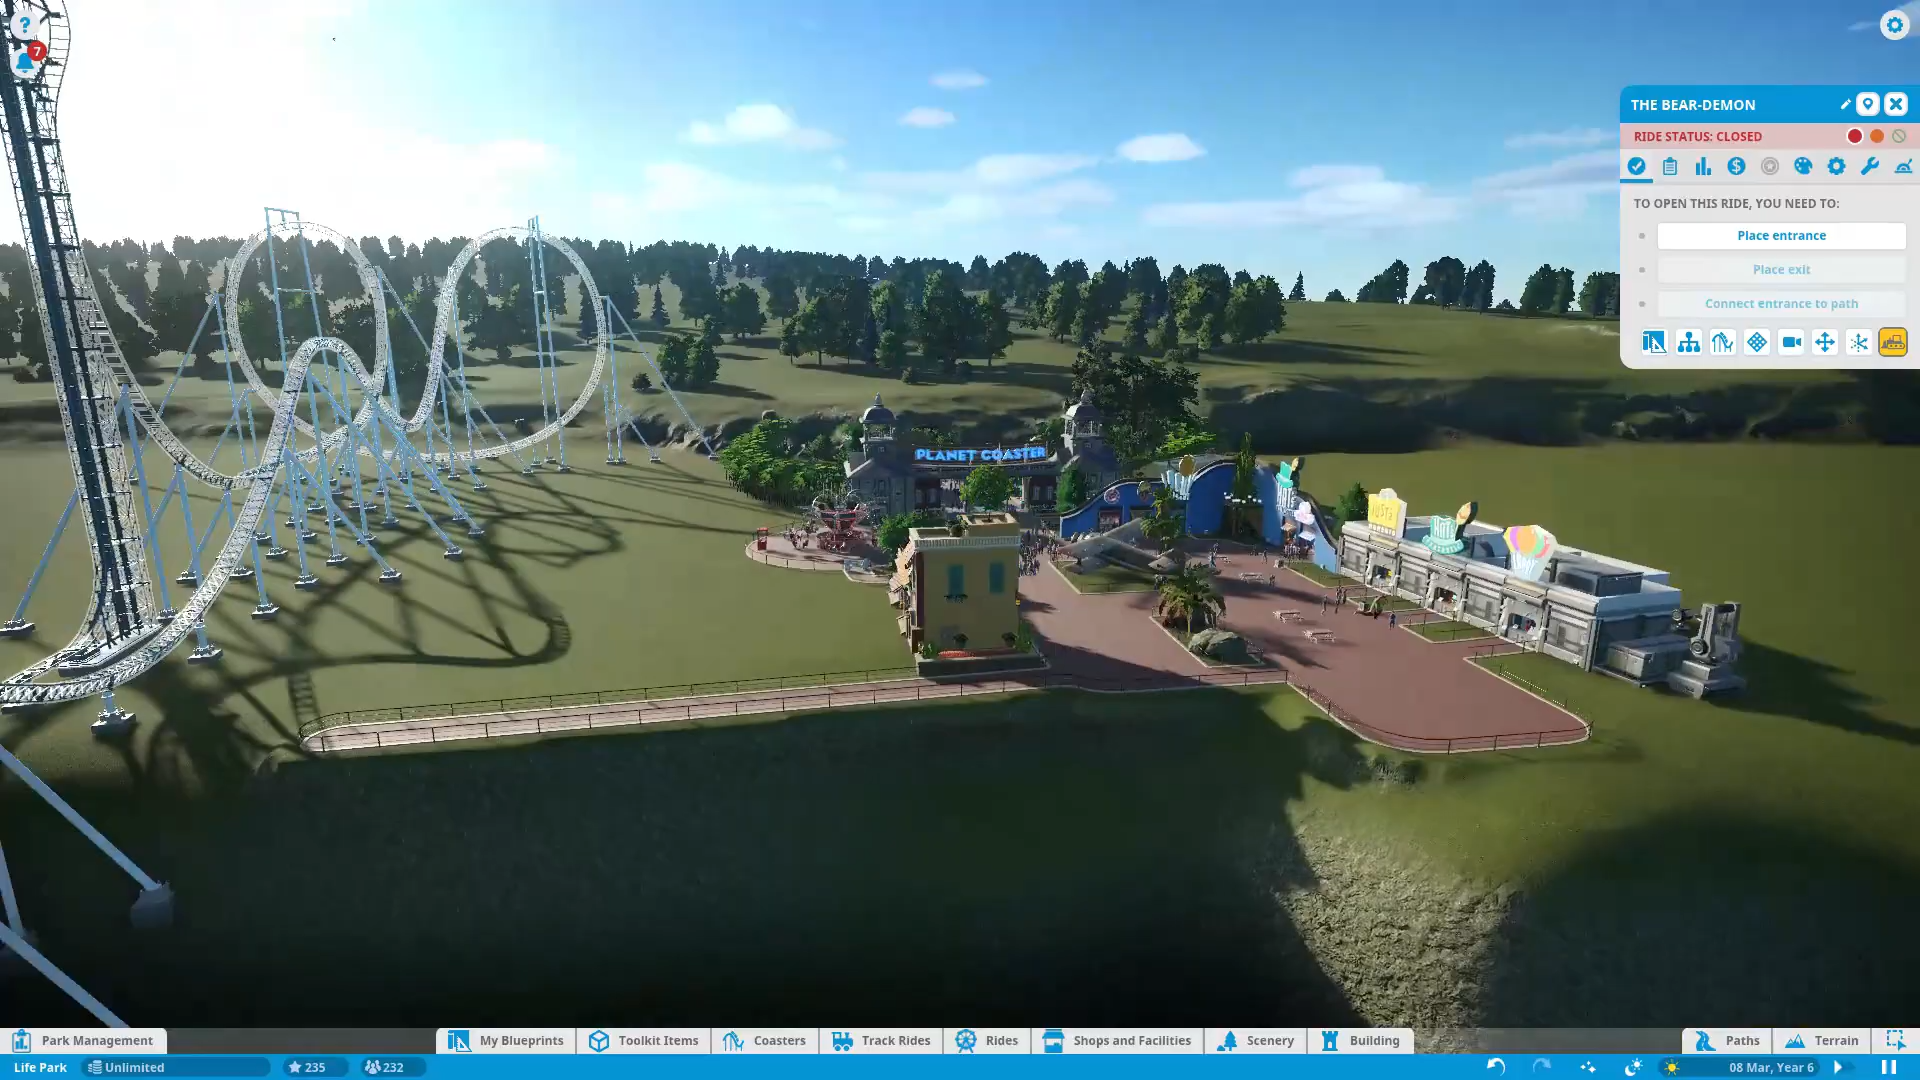 ?
7
THE BEAR-DEMON
RIDE STATUS: CLOSED
TO OPEN THIS RIDE, YOU NEED TO:
Place entrance
Place exit
Connect entrance to path
PLANET COASTER
HOT
Park Management
My Blueprints
Toolkit Items
Coasters
Track Rides
Rides
Shops and Facilities
Scenery
Building
Paths
Terrain
Life Park
Unlimited
235
232
08 Mar, Year 6